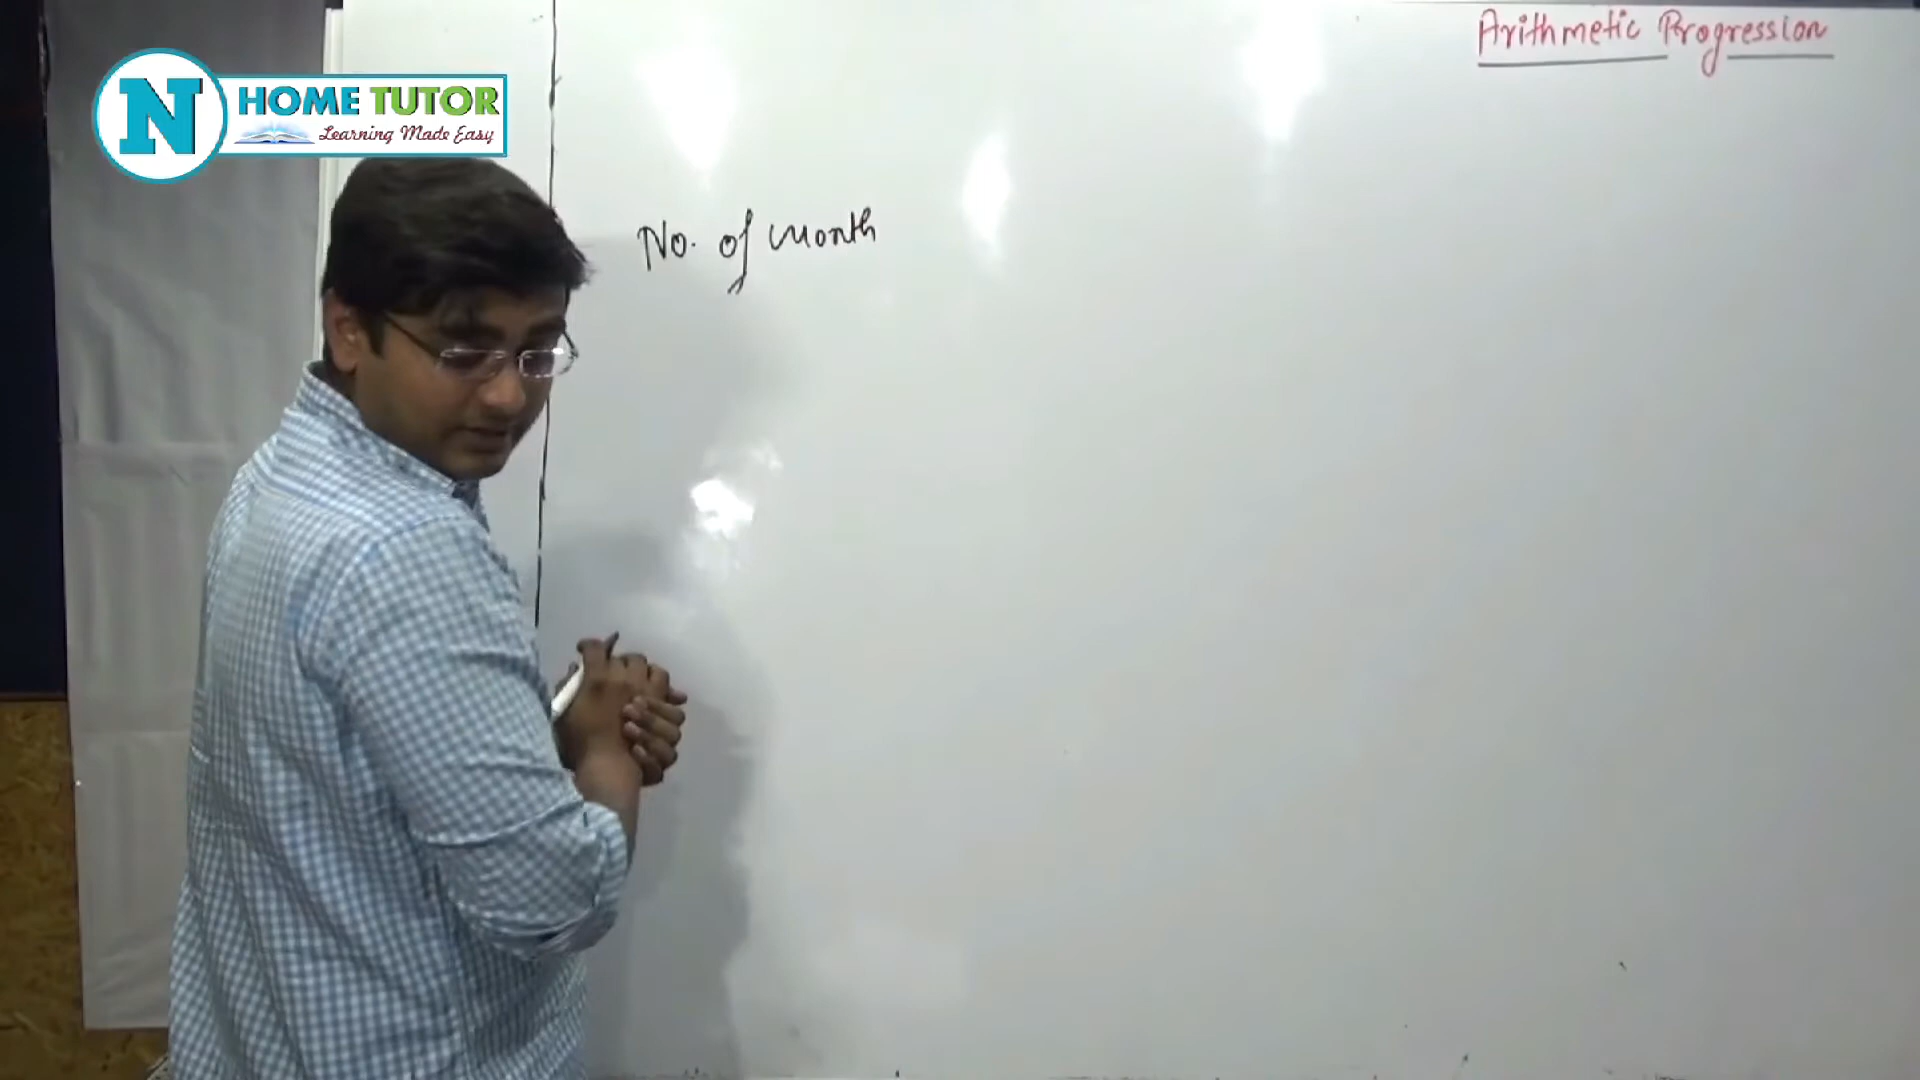 Arithmetic Progression
N HOME TUTOR
Learning Made Easy
No. of month